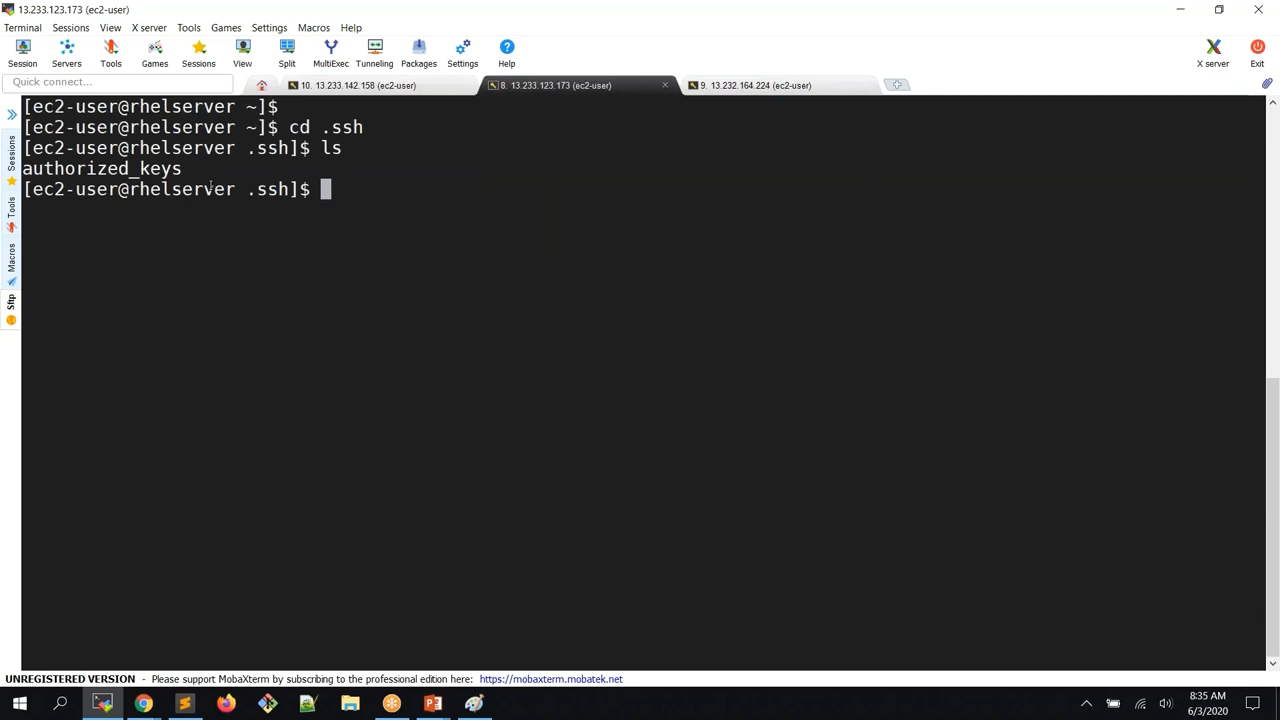 13.233.123.173 (ec2-user)
Terminal Sessions View X server Tools Games Settings Macros Help
Session Servers Tools Games Sessions View Split MultiExec Tunneling Packages Settings Help X server Exit
Quick connect... 10. 13.233.142.158 (ec2-user) 8. 13.233.123.173 (ec2-user) 9. 13.232.164.224 (ec2-user)
[ec2-user@rhelserver ~]$
[ec2-user@rhelserver ~]$ cd .ssh
[ec2-user@rhelserver .ssh]$ ls
authorized_keys
[ec2-user@rhelserver .ssh]$
Sessions
Tools
Macros
Sftp
UNREGISTERED VERSION - Please support MobaXterm by subscribing to the professional edition here: https://mobaxterm.mobatek.net
8:35 AM
6/3/2020